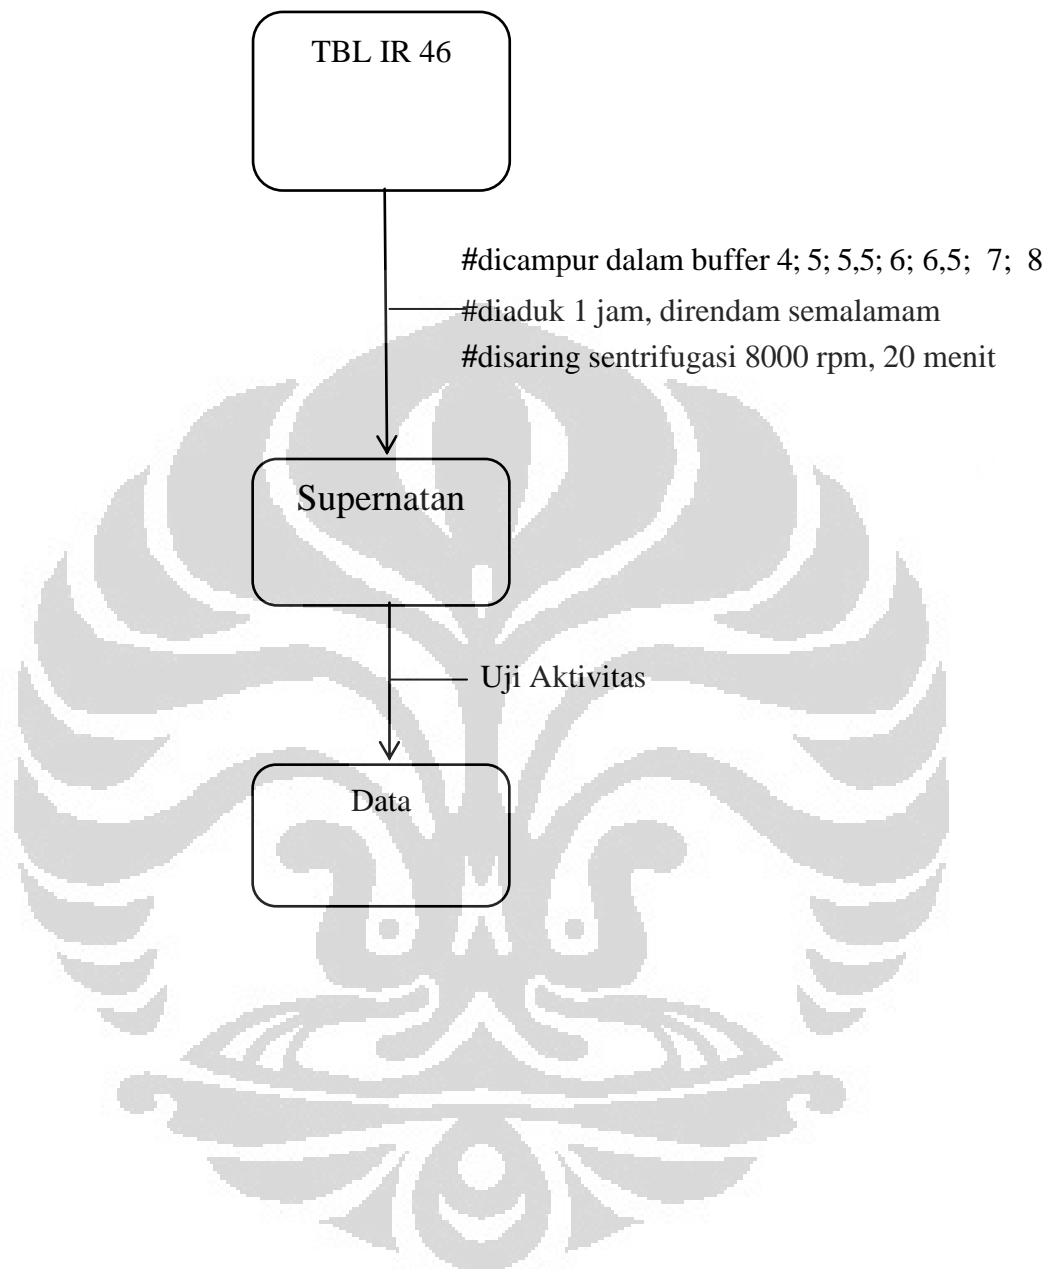 TBL IR 46
#dicampur dalam buffer 4; 5; 5,5; 6; 6,5; 7; 8
#diaduk 1 jam, direndam semalamam
#disaring sentrifugasi 8000 rpm, 20 menit
Supernatan
Uji Aktivitas
Data